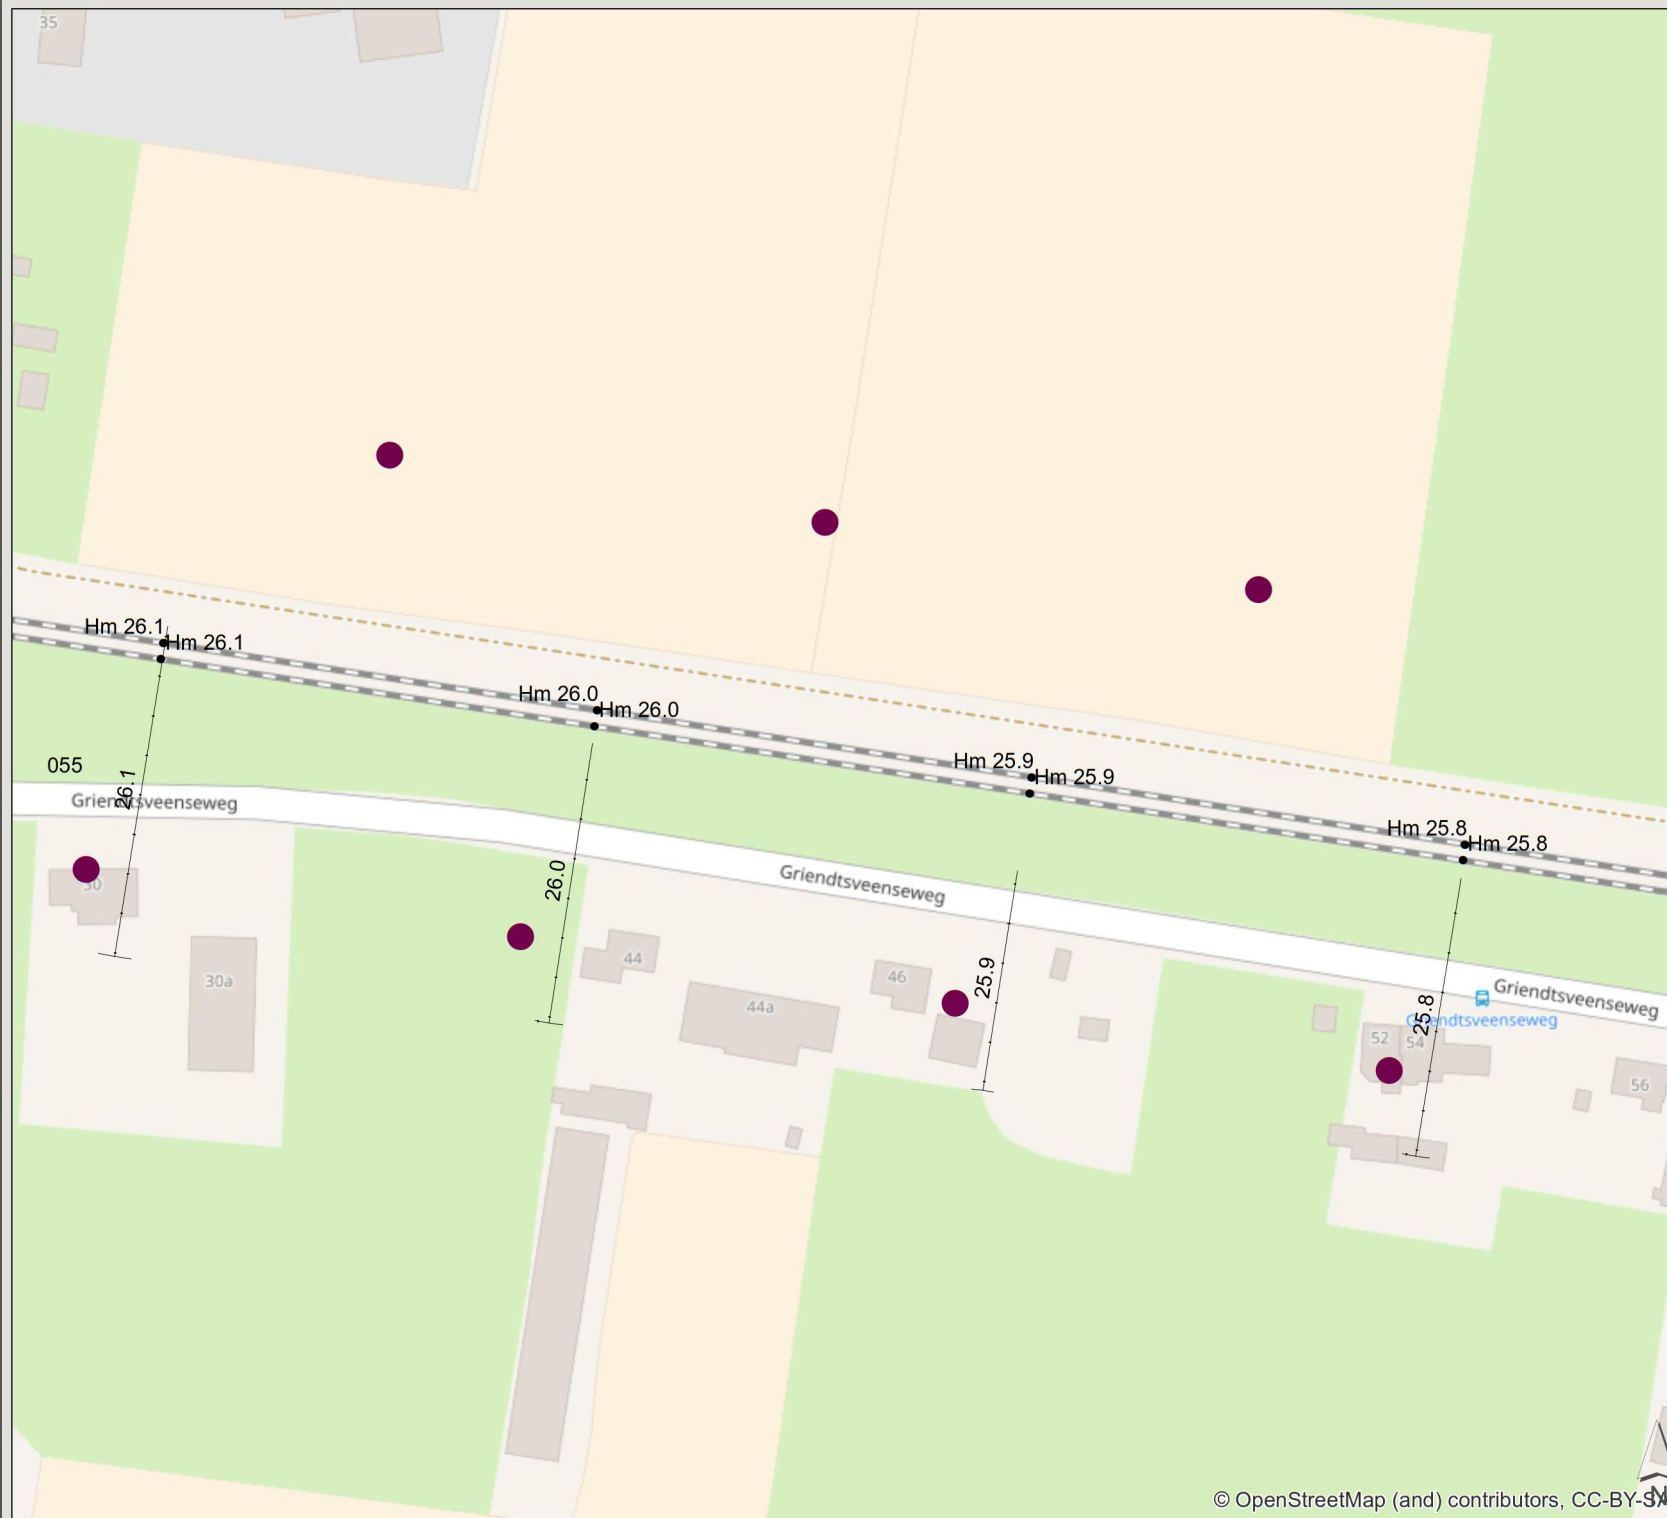 35
Hm 26.1
Hm 26.1
Hm 26.0
Hm 26.0
Hm 25.9
Hm 25.9
Hm 25.8
Hm 25.8
055
26.1
Griendtsveenseweg
30
30a
26.0
Griendtsveenseweg
44
44a
46
25.9
Griendtsveenseweg
25.8
Griendtsveenseweg
52
54
56
© OpenStreetMap (and) contributors, CC-BY-SA
N